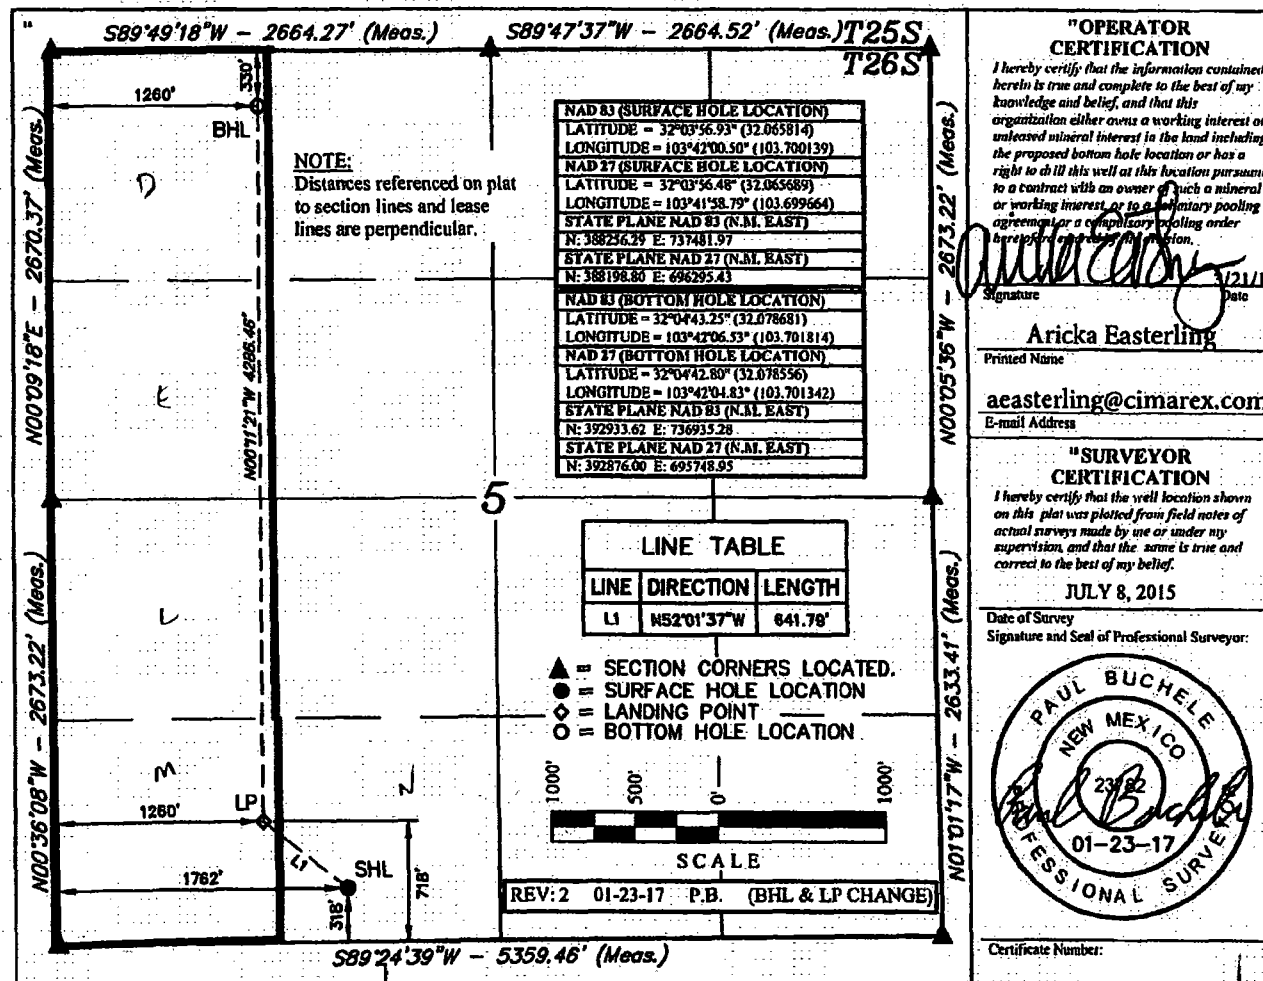 S89°49'18"W – 2664.27' (Meas.)
S89°47'37"W – 2664.52' (Meas.)
T25S
T26S
N00°09'18"E – 2670.37' (Meas.)
N00°36'08"W – 2673.22' (Meas.)
330'
1260'
BHL
D
NOTE:
Distances referenced on plat
to section lines and lease
lines are perpendicular.
E
N00°11'21"W 4286.46'
L
M
1260'
LP
L1
1762'
SHL
318'
718'
N
5
NAD 83 (SURFACE HOLE LOCATION)
LATITUDE = 32°03'56.93" (32.065814)
LONGITUDE = 103°42'00.50" (103.700139)
NAD 27 (SURFACE HOLE LOCATION)
LATITUDE = 32°03'56.48" (32.065689)
LONGITUDE = 103°41'58.79" (103.699664)
STATE PLANE NAD 83 (N.M. EAST)
N: 388256.29 E: 737481.97
STATE PLANE NAD 27 (N.M. EAST)
N: 388198.80 E: 696295.43
NAD 83 (BOTTOM HOLE LOCATION)
LATITUDE = 32°04'43.25" (32.078681)
LONGITUDE = 103°42'06.53" (103.701814)
NAD 27 (BOTTOM HOLE LOCATION)
LATITUDE = 32°04'42.80" (32.078556)
LONGITUDE = 103°42'04.83" (103.701342)
STATE PLANE NAD 83 (N.M. EAST)
N: 392933.62 E: 736935.28
STATE PLANE NAD 27 (N.M. EAST)
N: 392876.00 E: 695748.95
LINE TABLE
LINE DIRECTION LENGTH
L1 N52°01'37"W 641.79'
▲ = SECTION CORNERS LOCATED.
● = SURFACE HOLE LOCATION
◇ = LANDING POINT
○ = BOTTOM HOLE LOCATION
1000' 500' 0' 1000'
SCALE
REV: 2 01-23-17 P.B. (BHL & LP CHANGE)
S89°24'39"W – 5359.46' (Meas.)
N00°05'36"W – 2673.22' (Meas.)
N01°01'17"W – 2633.41' (Meas.)
"OPERATOR
CERTIFICATION
I hereby certify that the information contained
herein is true and complete to the best of my
knowledge and belief, and that this
organization either owns a working interest or
unleased mineral interest in the land including
the proposed bottom hole location or has a
right to drill this well at this location pursuant
to a contract with an owner of such a mineral
or working interest, or to a voluntary pooling
agreement or a compulsory pooling order
Signature Date
Aricka Easterling
Printed Name
aeasterling@cimarex.com
E-mail Address
"SURVEYOR
CERTIFICATION
I hereby certify that the well location shown
on this plat was plotted from field notes of
actual surveys made by me or under my
supervision, and that the same is true and
correct to the best of my belief.
JULY 8, 2015
Date of Survey
Signature and Seal of Professional Surveyor:
PAUL BUCHELE
NEW MEXICO
23782
01-23-17
PROFESSIONAL SURVEYOR
Certificate Number: